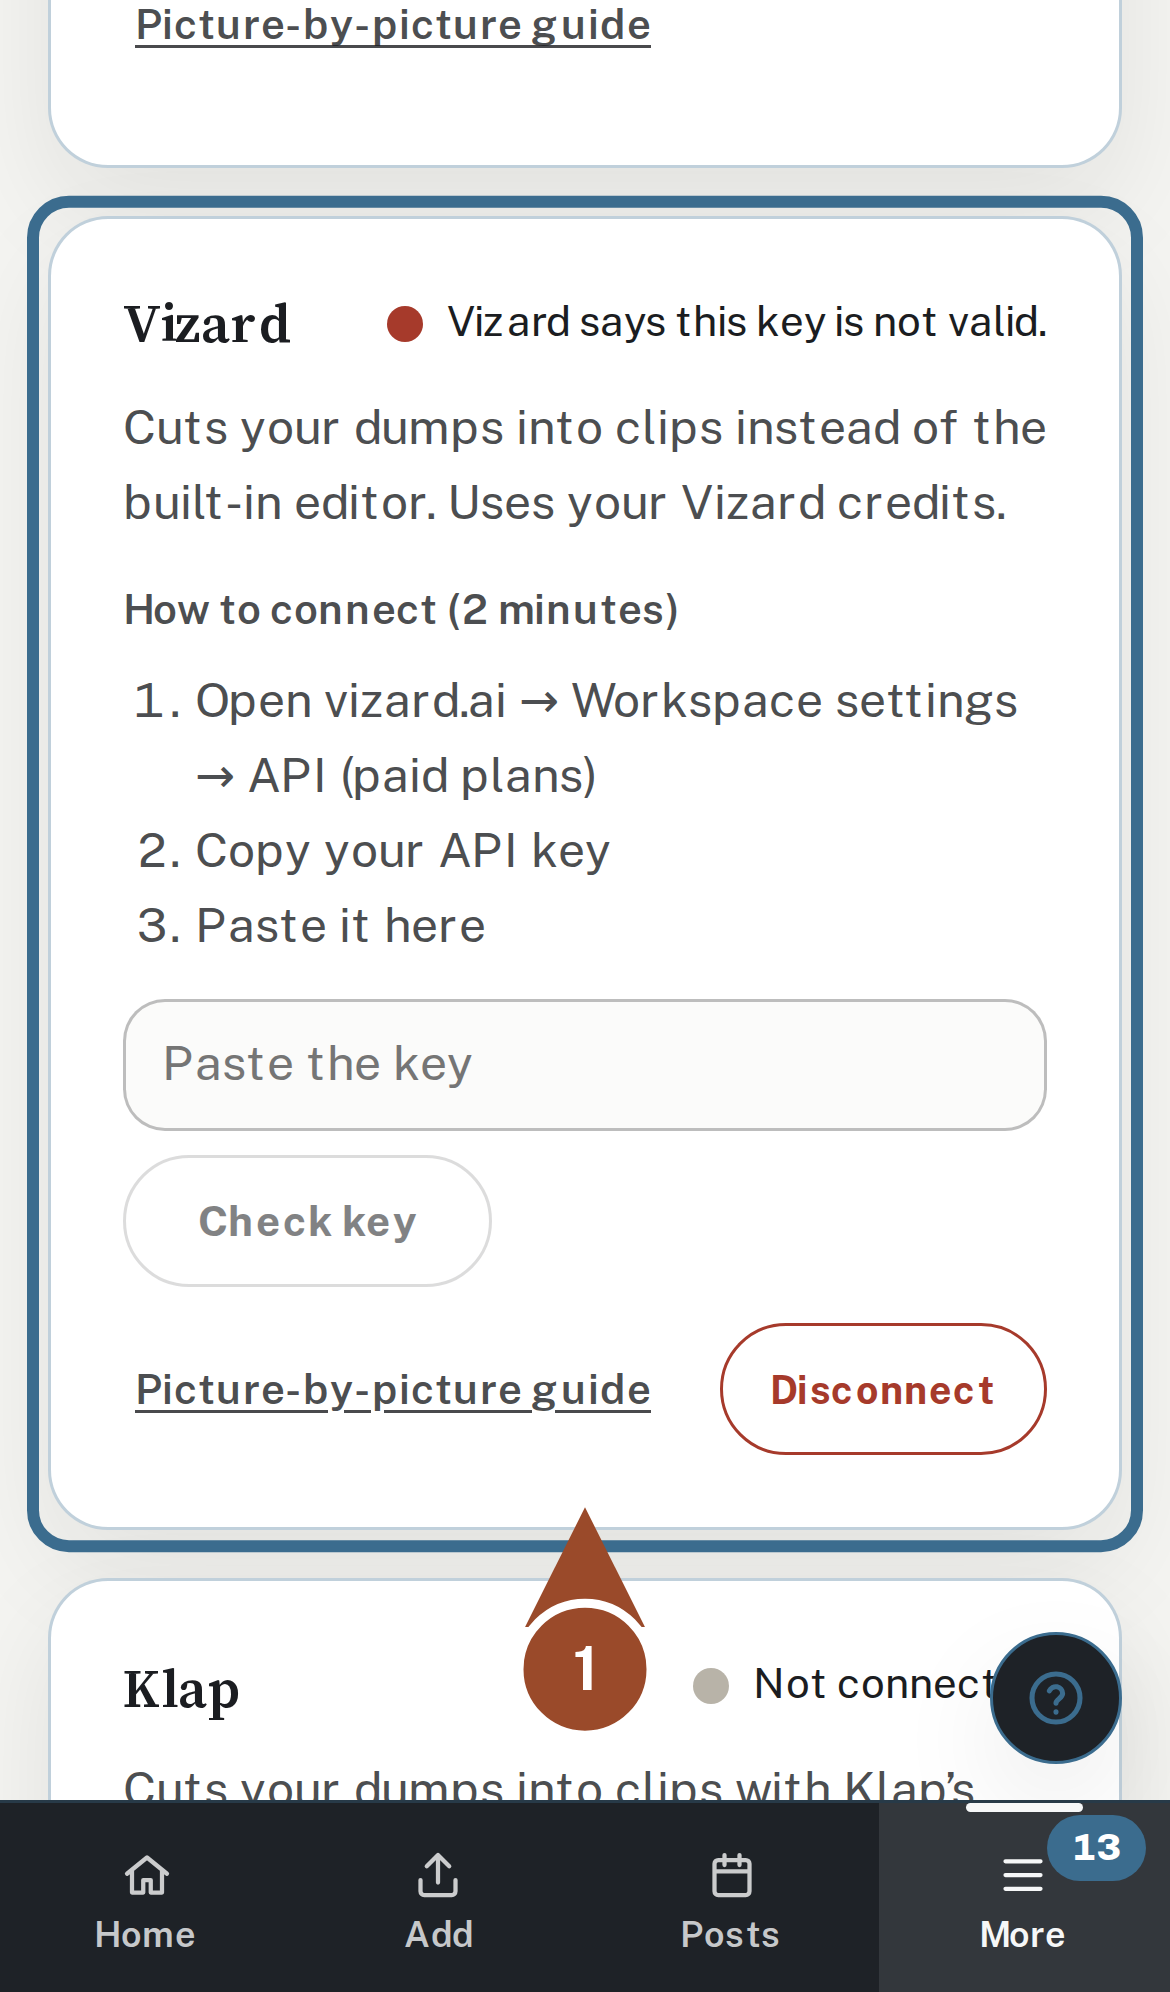 Picture-by-picture guide
Vizard
Vizard says this key is not valid.
Cuts your dumps into clips instead of the
built-in editor. Uses your Vizard credits.
How to connect (2 minutes)
1. Open vizard.ai → Workspace settings
→ API (paid plans)
2. Copy your API key
3. Paste it here
Paste the key
Check key
Picture-by-picture guide
Disconnect
1
Klap
Not connect
Cuts your dumps into clips with Klap’s
13
Home
Add
Posts
More